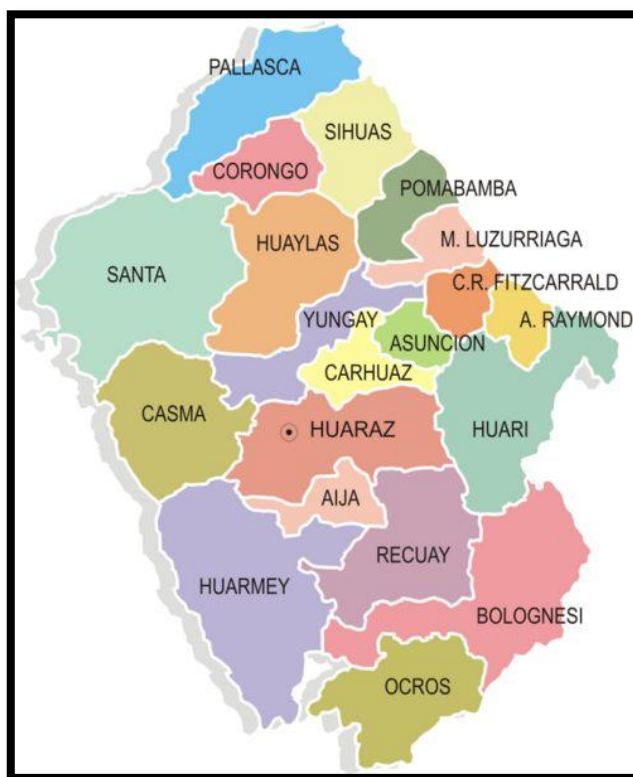 PALLASCA
SIHUAS
CORONGO
POMABAMBA
M. LUZURRIAGA
HUAYLAS
SANTA
C.R. FITZCARRALD
YUNGAY
A. RAYMOND
ASUNCION
CARHUAZ
CASMA
HUARAZ
HUARI
AIJA
RECUAY
HUARMEY
BOLOGNESI
OCROS